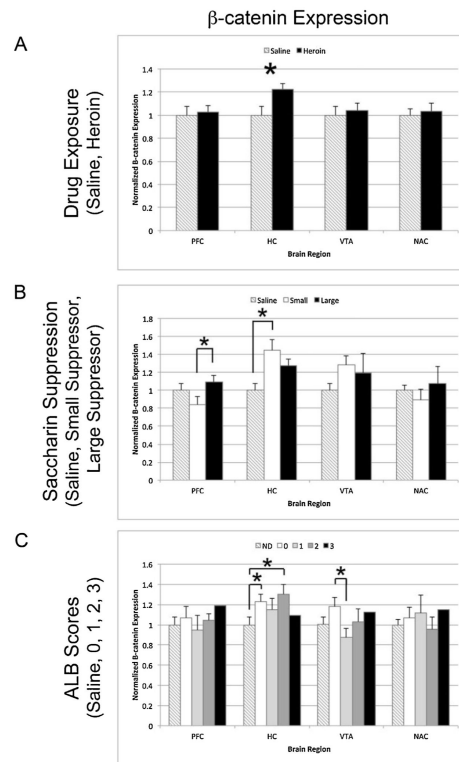 β-catenin Expression
A
Drug Exposure
(Saline, Heroin)
Saline Heroin
Normalized B-catenin Expression
1.4
1.2
1
0.8
0.6
0.4
0.2
0
*
PFC HC VTA NAC
Brain Region
B
Saccharin Suppression
(Saline, Small Suppressor,
Large Suppressor)
Saline Small Large
Normalized B-catenin Expression
1.8
1.6
1.4
1.2
1
0.8
0.6
0.4
0.2
0
*
*
PFC HC VTA NAC
Brain Region
C
ALB Scores
(Saline, 0, 1, 2, 3)
ND 0 1 2 3
Normalized B-catenin Expression
1.8
1.6
1.4
1.2
1
0.8
0.6
0.4
0.2
0
*
*
*
PFC HC VTA NAC
Brain Region